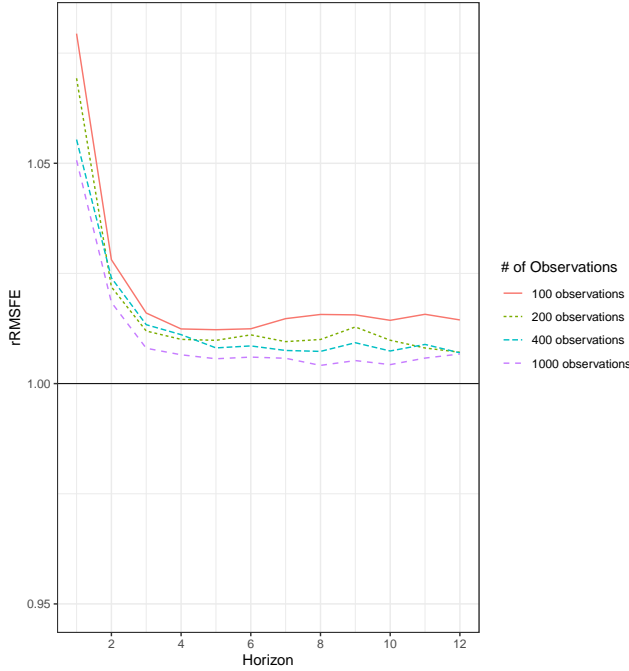 rRMSFE
1.05
1.00
0.95
2 4 6 8 10 12
Horizon
# of Observations
100 observations
200 observations
400 observations
1000 observations